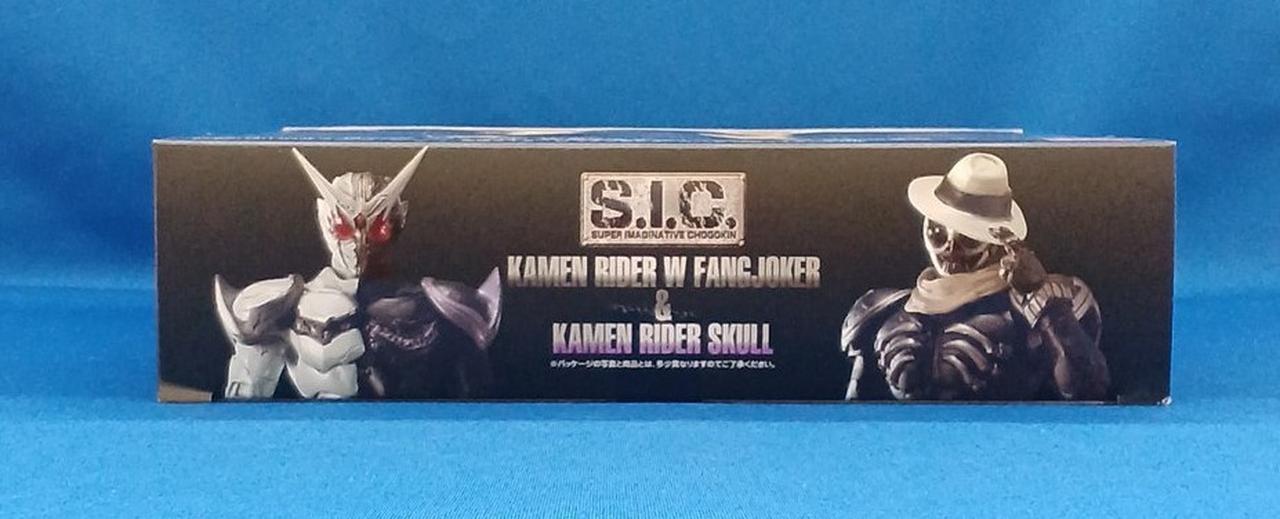 S.I.C.
SUPER IMAGINATIVE CHOGOKIN
KAMEN RIDER W FANGJOKER
&
KAMEN RIDER SKULL
※パッケージの写真と商品とは、多少異なりますのでご了承ください。